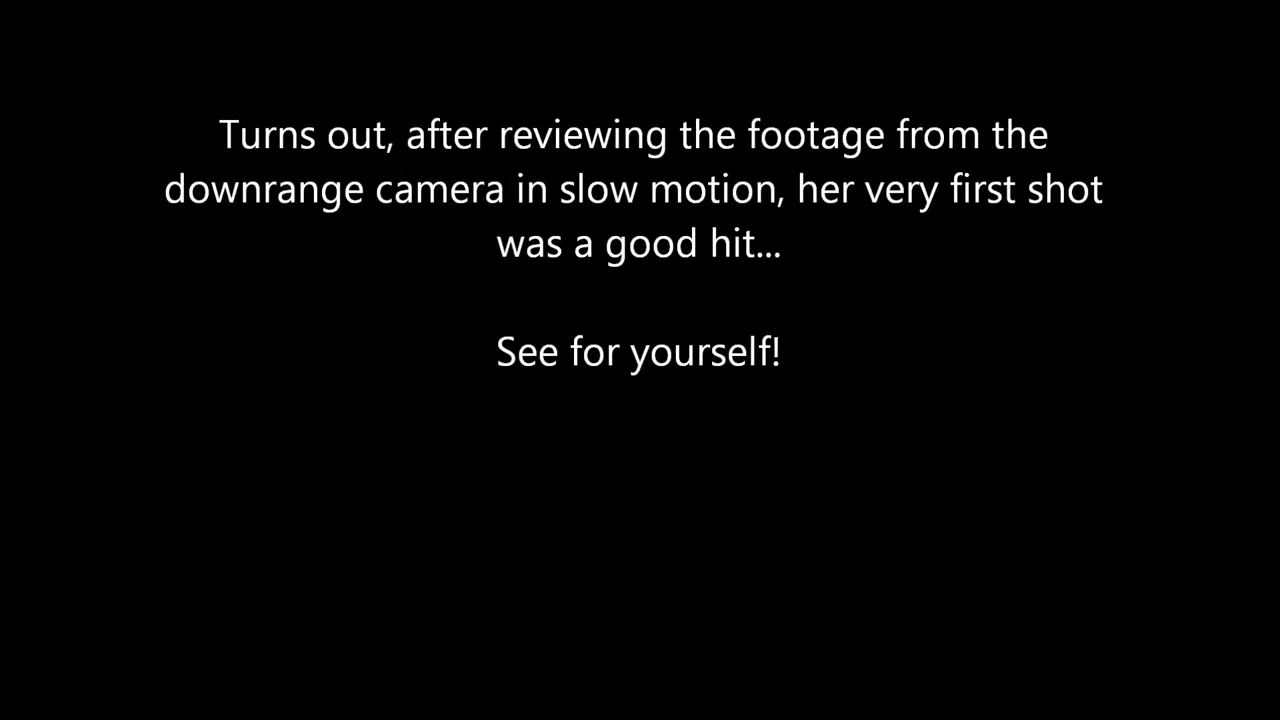 Turns out, after reviewing the footage from the
downrange camera in slow motion, her very first shot
was a good hit...
See for yourself!